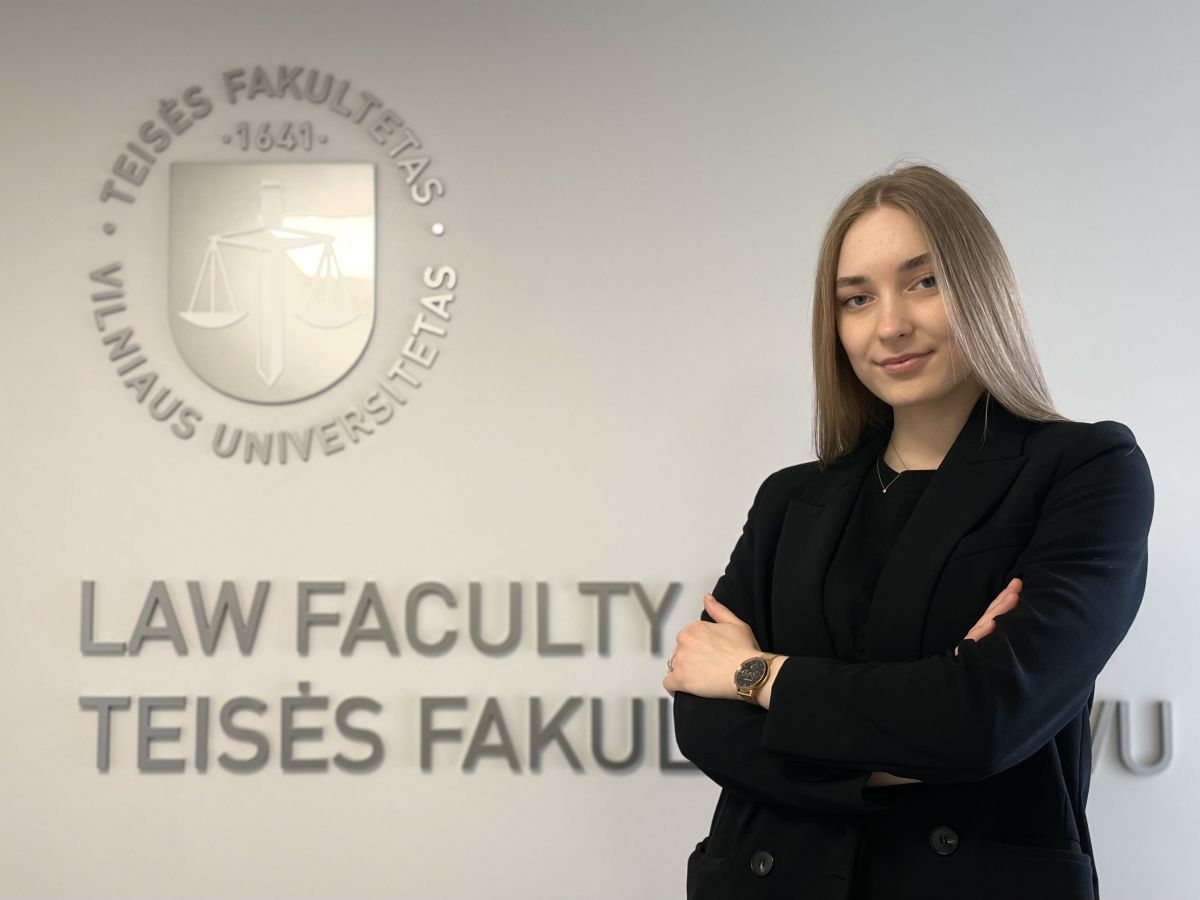 TEISĖS FAKULTETAS
·1641·
VILNIAUS UNIVERSITETAS
LAW FACULTY
TEISĖS FAKUL VU